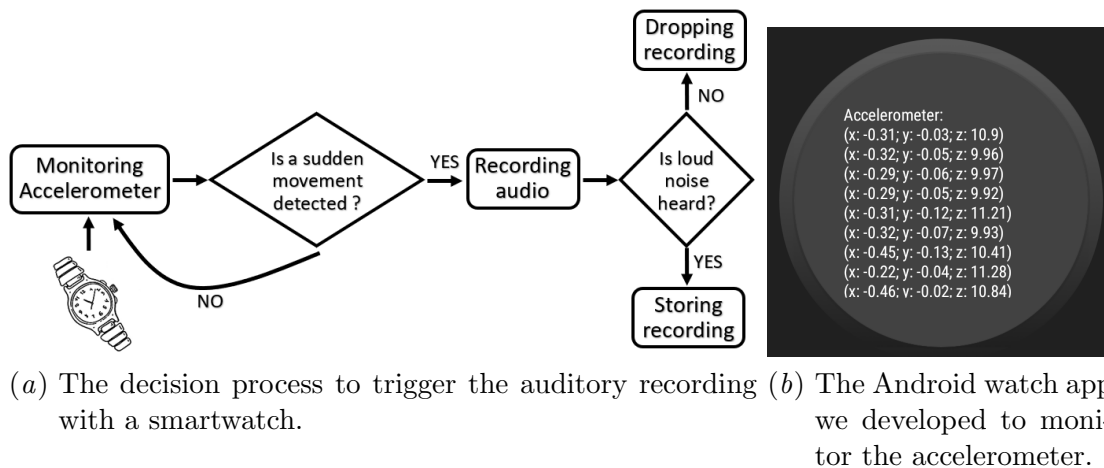 Monitoring
Accelerometer
Is a sudden
movement
detected ?
NO
YES
Recording
audio
Is loud
noise
heard?
NO
Dropping
recording
YES
Storing
recording
Accelerometer:
(x: -0.31; y: -0.03; z: 10.9)
(x: -0.32; y: -0.05; z: 9.96)
(x: -0.29; y: -0.06; z: 9.97)
(x: -0.29; y: -0.05; z: 9.92)
(x: -0.31; y: -0.12; z: 11.21)
(x: -0.32; y: -0.07; z: 9.93)
(x: -0.45; y: -0.13; z: 10.41)
(x: -0.22; y: -0.04; z: 11.28)
(x: -0.46; y: -0.02; z: 10.84)
(a) The decision process to trigger the auditory recording
with a smartwatch.
(b) The Android watch app
we developed to moni-
tor the accelerometer.